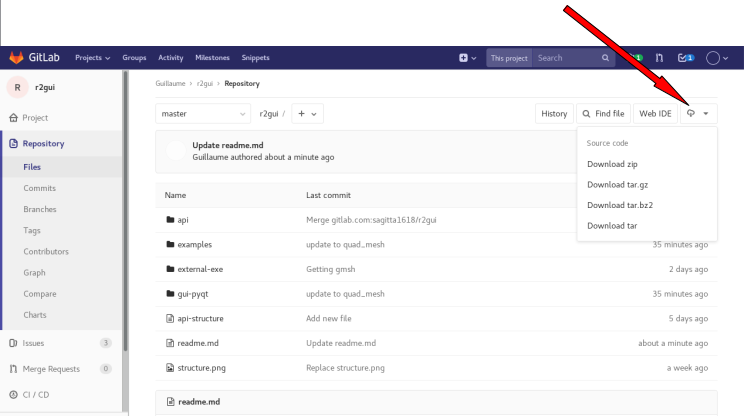 GitLab Projects Groups Activity Milestones Snippets This project Search 1
R r2gui
Guillaume > r2gui > Repository
master r2gui / + History Find file Web IDE
Project
Repository
Files
Commits
Branches
Tags
Contributors
Graph
Compare
Charts
Issues 3
Merge Requests 0
CI / CD
Update readme.md
Guillaume authored about a minute ago
Source code
Download zip
Download tar.gz
Download tar.bz2
Download tar
Name Last commit
api Merge gitlab.com:sagitta1618/r2gui
examples update to quad_mesh 35 minutes ago
external-exe Getting gmsh 2 days ago
gui-pyqt update to quad_mesh 35 minutes ago
api-structure Add new file 5 days ago
readme.md Update readme.md about a minute ago
structure.png Replace structure.png a week ago
readme.md